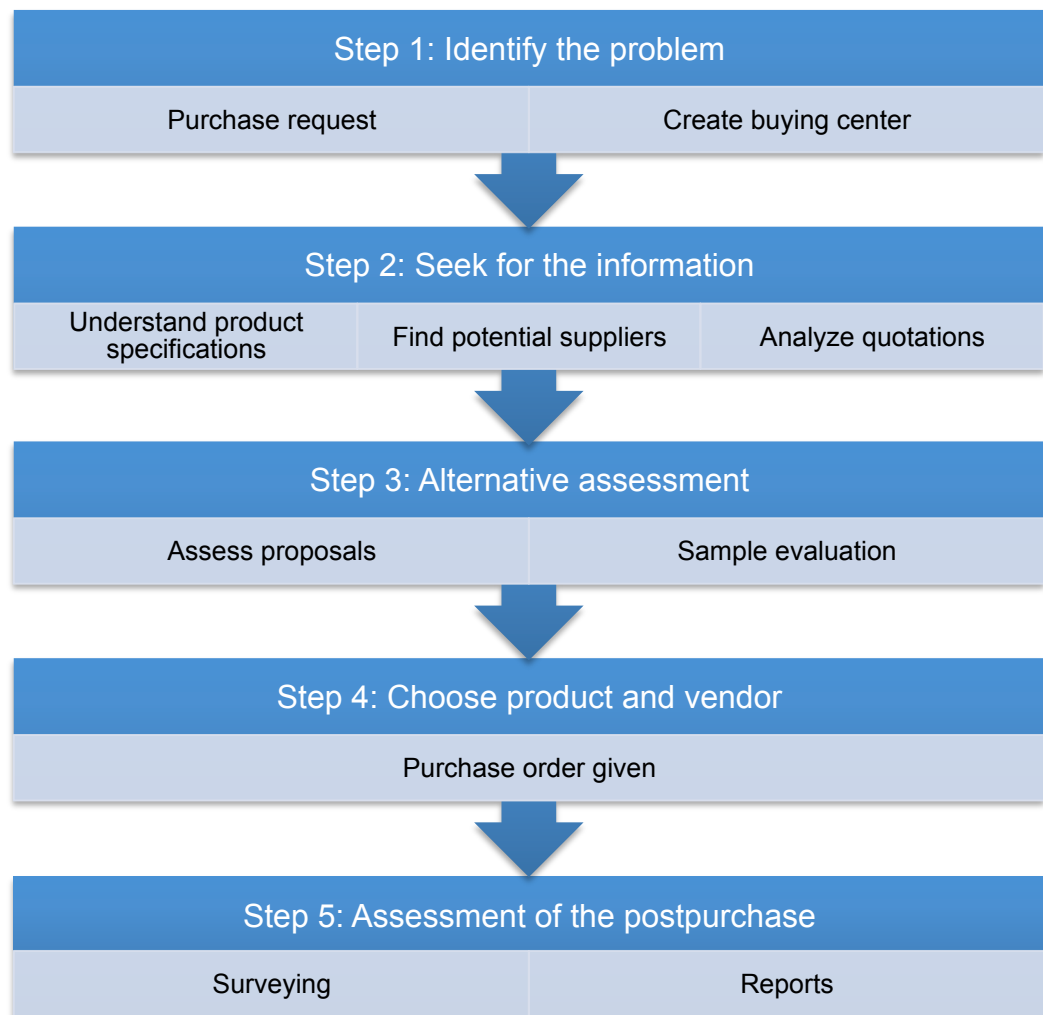 Step 1: Identify the problem
Purchase request
Create buying center
Step 2: Seek for the information
Understand product
specifications
Find potential suppliers
Analyze quotations
Step 3: Alternative assessment
Assess proposals
Sample evaluation
Step 4: Choose product and vendor
Purchase order given
Step 5: Assessment of the postpurchase
Surveying
Reports